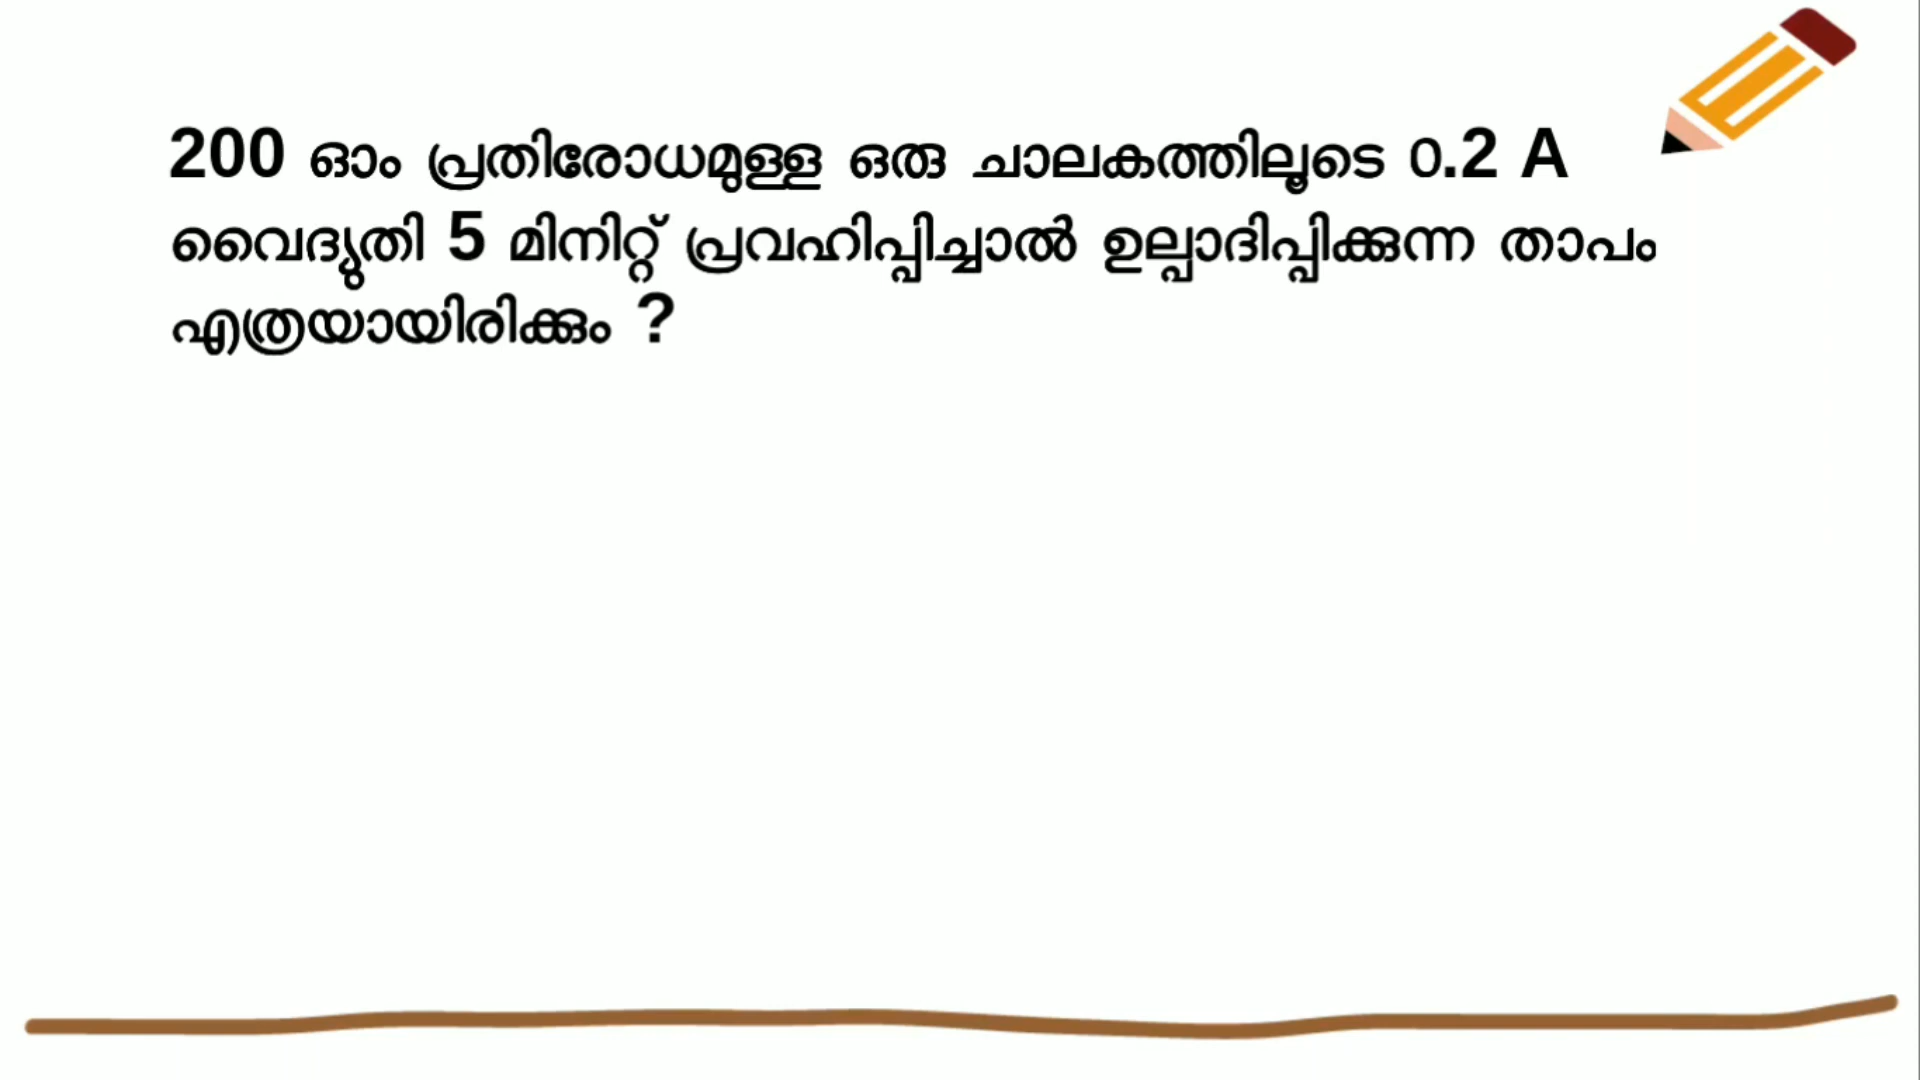 200 ഓം പ്രതിരോധമുള്ള ഒരു ചാലകത്തിലൂടെ 0.2 A
വൈദ്യുതി 5 മിനിറ്റ് പ്രവഹിപ്പിച്ചാൽ ഉല്പാദിപ്പിക്കുന്ന താപം
എത്രയായിരിക്കും ?